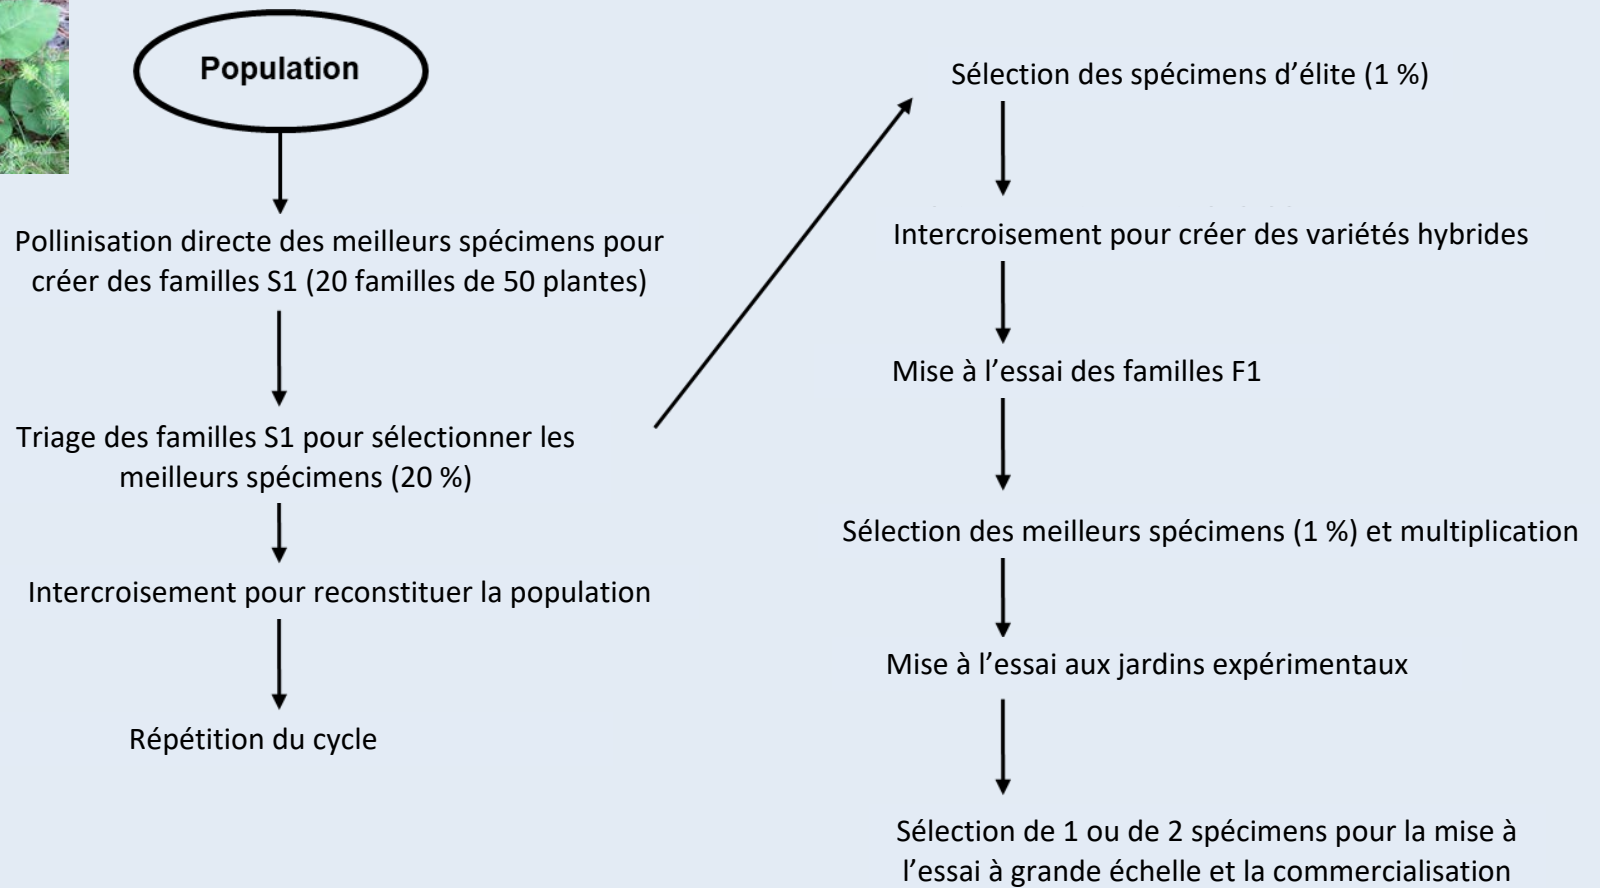 Population
Pollinisation directe des meilleurs spécimens pour
créer des familles S1 (20 familles de 50 plantes)
Triage des familles S1 pour sélectionner les
meilleurs spécimens (20 %)
Intercroisement pour reconstituer la population
Répétition du cycle
Sélection des spécimens d’élite (1 %)
Intercroisement pour créer des variétés hybrides
Mise à l’essai des familles F1
Sélection des meilleurs spécimens (1 %) et multiplication
Mise à l’essai aux jardins expérimentaux
Sélection de 1 ou de 2 spécimens pour la mise à
l’essai à grande échelle et la commercialisation